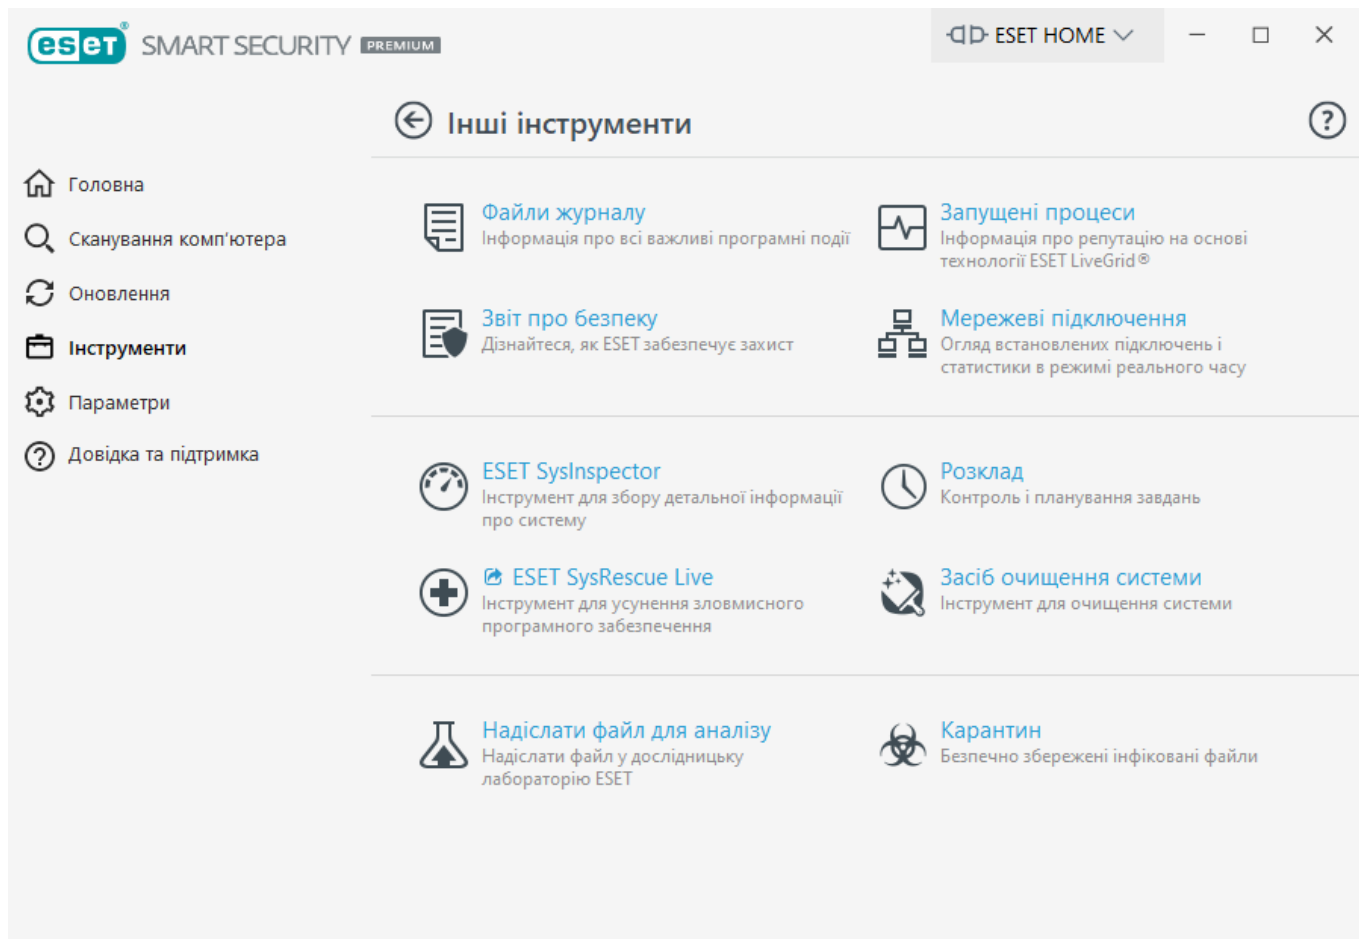 eset® SMART SECURITY PREMIUM
ESET HOME
Інші інструменти
?
Головна
Сканування комп'ютера
Оновлення
Інструменти
Параметри
Довідка та підтримка
Файли журналу
Інформація про всі важливі програмні події
Запущені процеси
Інформація про репутацію на основі
технології ESET LiveGrid®
Звіт про безпеку
Дізнайтеся, як ESET забезпечує захист
Мережеві підключення
Огляд встановлених підключень і
статистики в режимі реального часу
ESET SysInspector
Інструмент для збору детальної інформації
про систему
Розклад
Контроль і планування завдань
ESET SysRescue Live
Інструмент для усунення зловмисного
програмного забезпечення
Засіб очищення системи
Інструмент для очищення системи
Надіслати файл для аналізу
Надіслати файл у дослідницьку
лабораторію ESET
Карантин
Безпечно збережені інфіковані файли